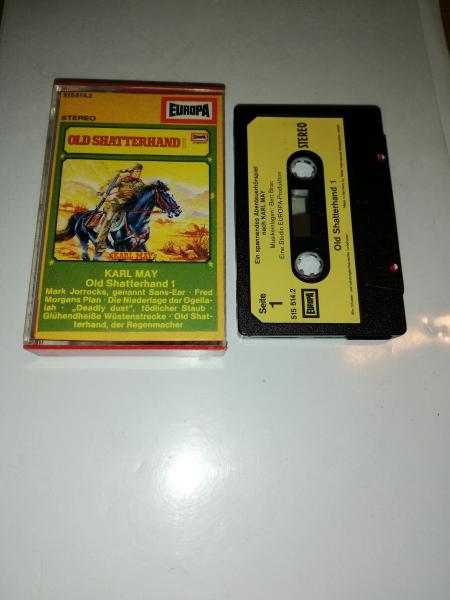 515 514.2
STEREO
EUROPA
OLD SHATTERHAND 1
KARL MAY
KARL MAY
Old Shatterhand 1
Mark Jorrocks, genannt Sans-Ear · Fred
Morgans Plan · Die Niederlage der Ogella-
lah · „Deadly dust", tödlicher Staub ·
Glühendheiße Wüstenstrecke · Old Shat-
terhand, der Regenmacher
Ein spannendes Abenteuerhörspiel
nach KARL MAY
Musikeinlagen: Bert Brac
Eine Studio EUROPA-Produktion
STEREO
Seite
1
515 514.2
EUROPA
Old Shatterhand 1